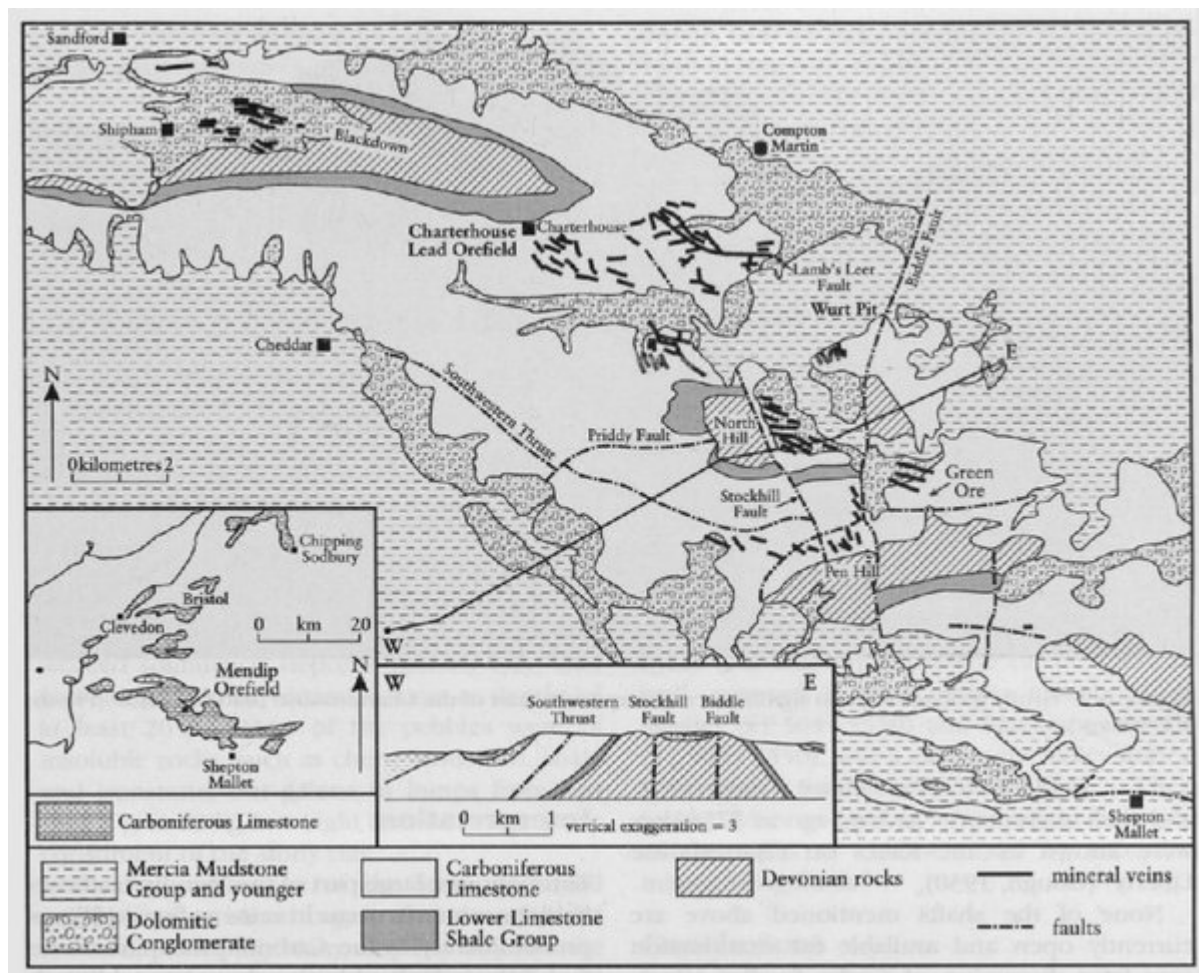 Sandford
Shipham
Blackdown
Compton
Martin
Charterhouse
Lead Orefield
Charterhouse
Lamb's Leer
Fault
Biddle Fault
Wurt Pit
E
Cheddar
N
Southwestern Thrust
North
Hill
Priddy Fault
0kilometres 2
Green
Ore
Stockhill
Fault
Pen Hill
Chipping
Sodbury
Bristol
Clevedon
0 km 20
W
Mendip
Orefield
N
Shepton
Mallet
W
E
Southwestern
Thrust
Stockhill
Fault
Biddle
Fault
0 km 2
vertical exaggeration = 3
Shepton
Mallet
Carboniferous Limestone
Mercia Mudstone
Group and younger
Dolomitic
Conglomerate
Carboniferous
Limestone
Lower Limestone
Shale Group
Devonian rocks
mineral veins
faults